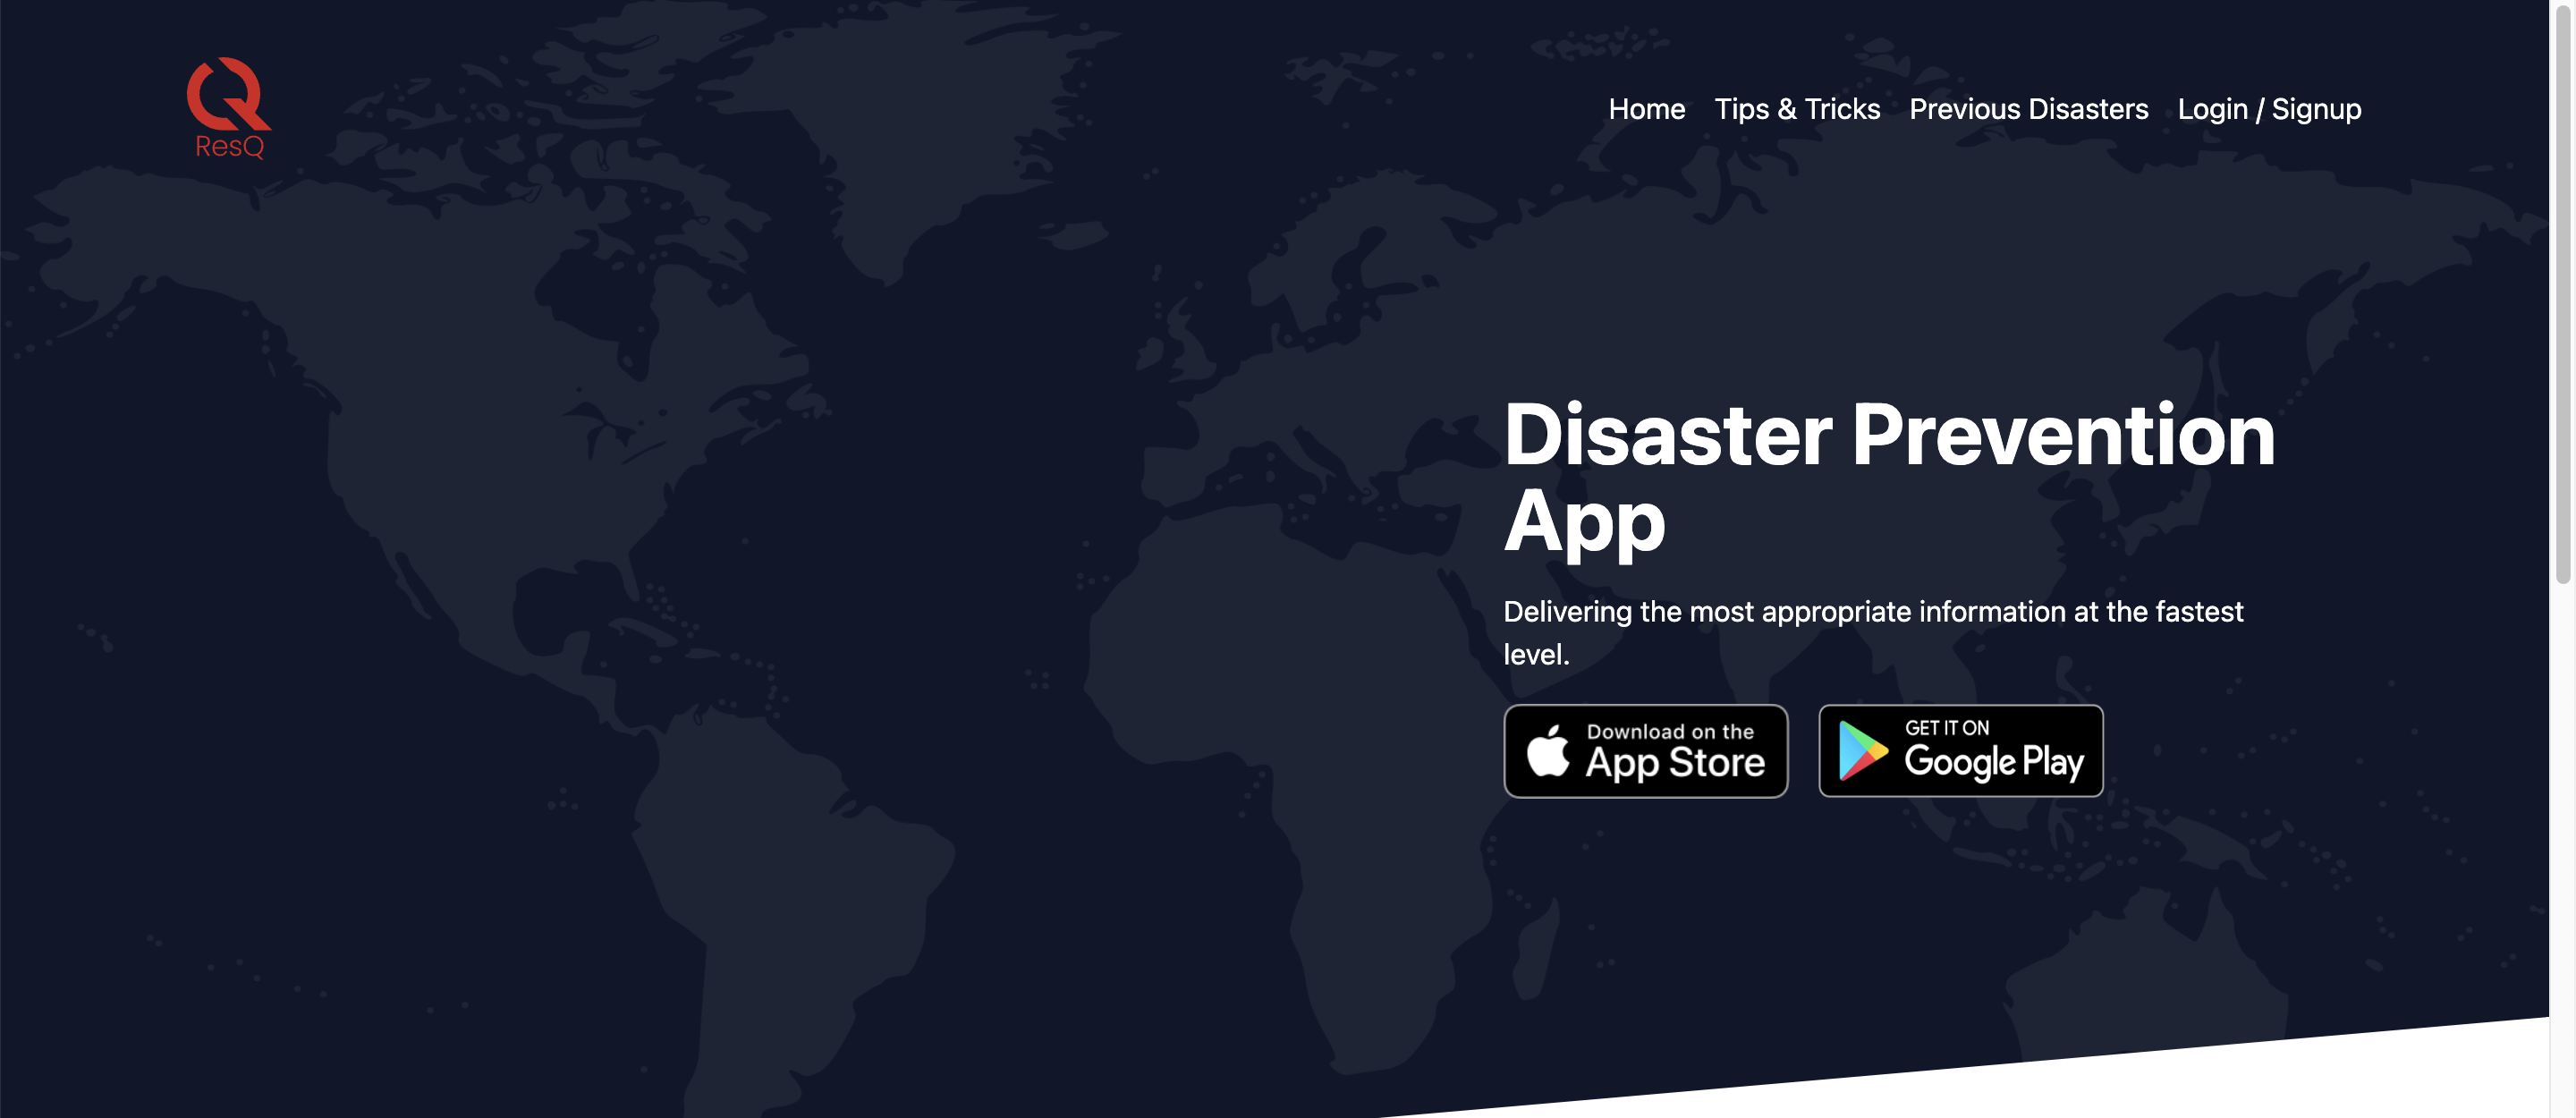 ResQ
Home Tips & Tricks Previous Disasters Login / Signup
Disaster Prevention
App
Delivering the most appropriate information at the fastest
level.
Download on the
App Store
GET IT ON
Google Play